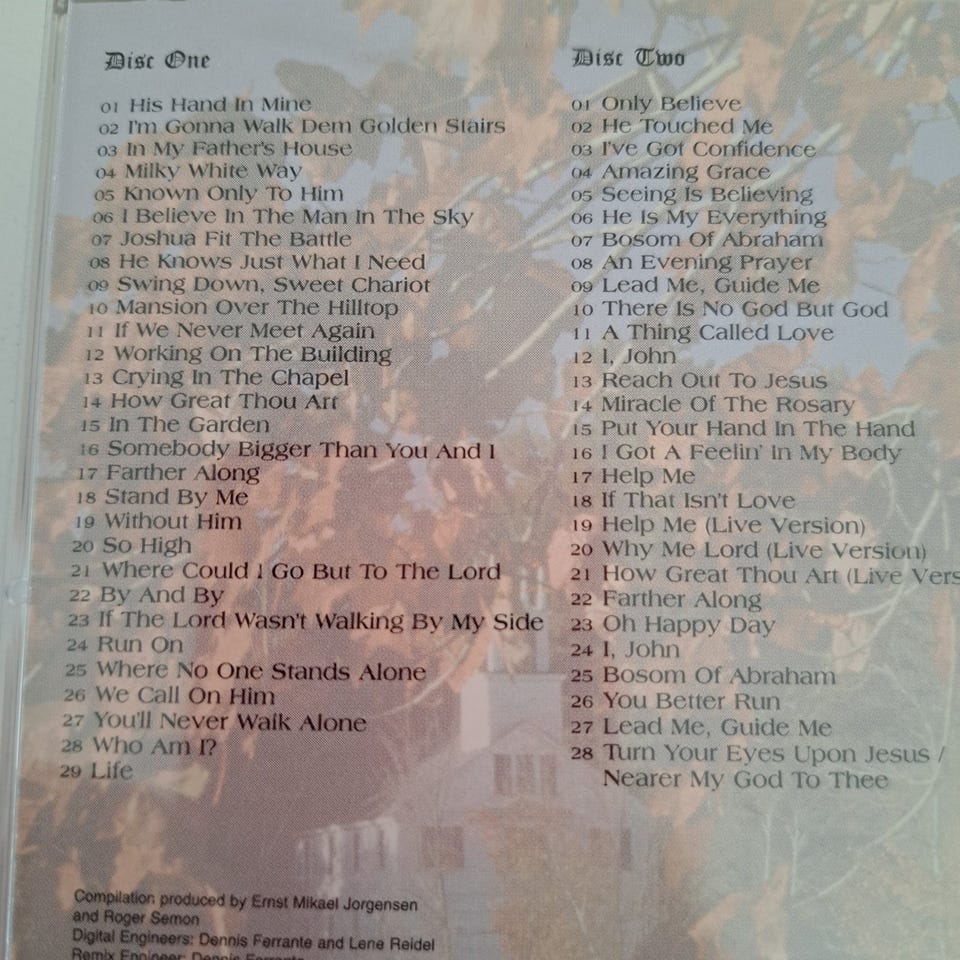 Disc One
01 His Hand In Mine
02 I'm Gonna Walk Dem Golden Stairs
03 In My Father's House
04 Milky White Way
05 Known Only To Him
06 I Believe In The Man In The Sky
07 Joshua Fit The Battle
08 He Knows Just What I Need
09 Swing Down, Sweet Chariot
10 Mansion Over The Hilltop
11 If We Never Meet Again
12 Working On The Building
13 Crying In The Chapel
14 How Great Thou Art
15 In The Garden
16 Somebody Bigger Than You And I
17 Farther Along
18 Stand By Me
19 Without Him
20 So High
21 Where Could I Go But To The Lord
22 By And By
23 If The Lord Wasn't Walking By My Side
24 Run On
25 Where No One Stands Alone
26 We Call On Him
27 You'll Never Walk Alone
28 Who Am I?
29 Life
Disc Two
01 Only Believe
02 He Touched Me
03 I've Got Confidence
04 Amazing Grace
05 Seeing Is Believing
06 He Is My Everything
07 Bosom Of Abraham
08 An Evening Prayer
09 Lead Me, Guide Me
10 There Is No God But God
11 A Thing Called Love
12 I, John
13 Reach Out To Jesus
14 Miracle Of The Rosary
15 Put Your Hand In The Hand
16 I Got A Feelin' In My Body
17 Help Me
18 If That Isn't Love
19 Help Me (Live Version)
20 Why Me Lord (Live Version)
21 How Great Thou Art (Live Vers
22 Farther Along
23 Oh Happy Day
24 I, John
25 Bosom Of Abraham
26 You Better Run
27 Lead Me, Guide Me
28 Turn Your Eyes Upon Jesus /
Nearer My God To Thee
Compilation produced by Ernst Mikael Jorgensen
and Roger Semon
Digital Engineers: Dennis Ferrante and Lene Reidel
Remix Engineer: Dennis Ferrante